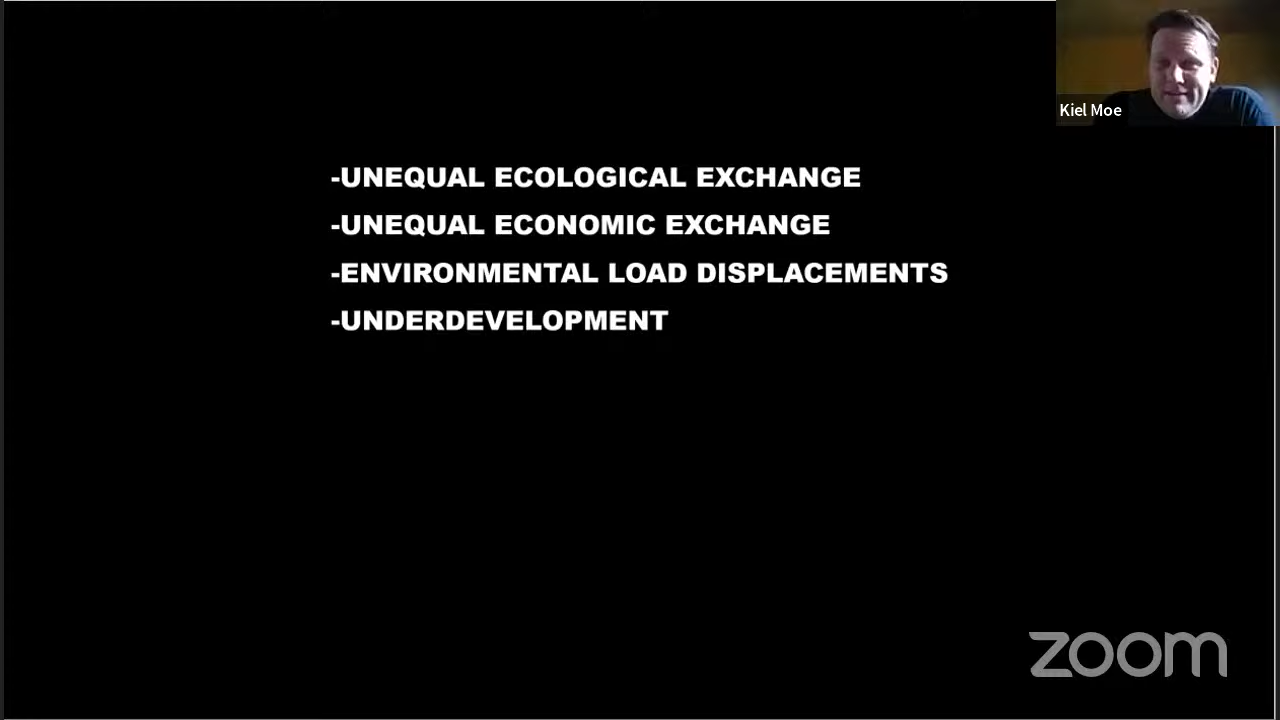 Kiel Moe
-UNEQUAL ECOLOGICAL EXCHANGE
-UNEQUAL ECONOMIC EXCHANGE
-ENVIRONMENTAL LOAD DISPLACEMENTS
-UNDERDEVELOPMENT
zoom